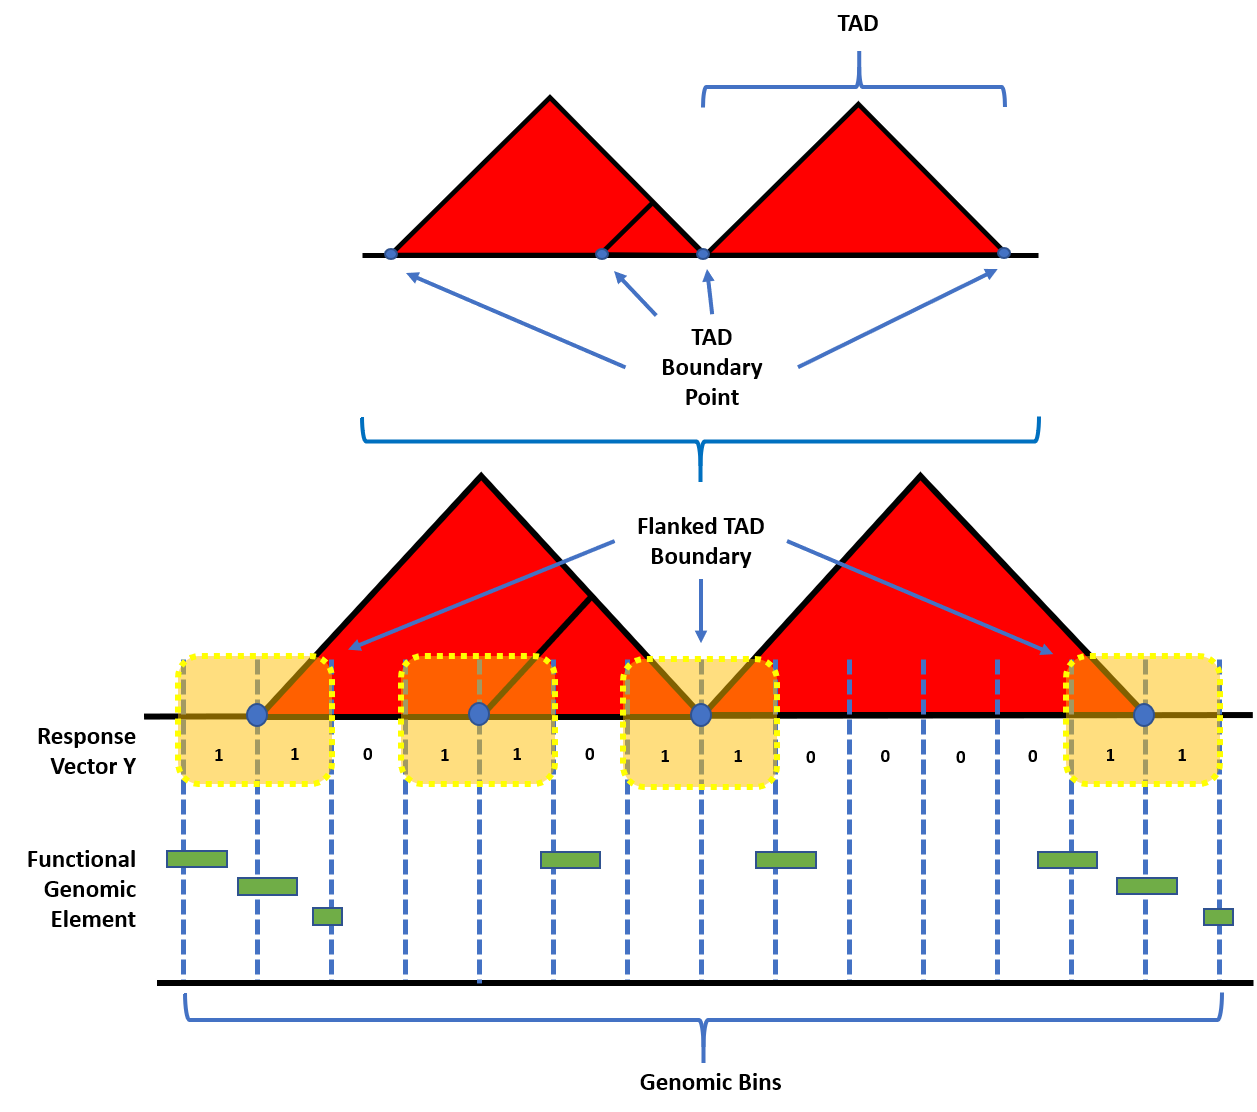 TAD
TAD
Boundary
Point
Flanked TAD
Boundary
Response
Vector Y
1 1 0 1 1 0 1 1 0 0 0 0 1 1
Functional
Genomic
Element
Genomic Bins